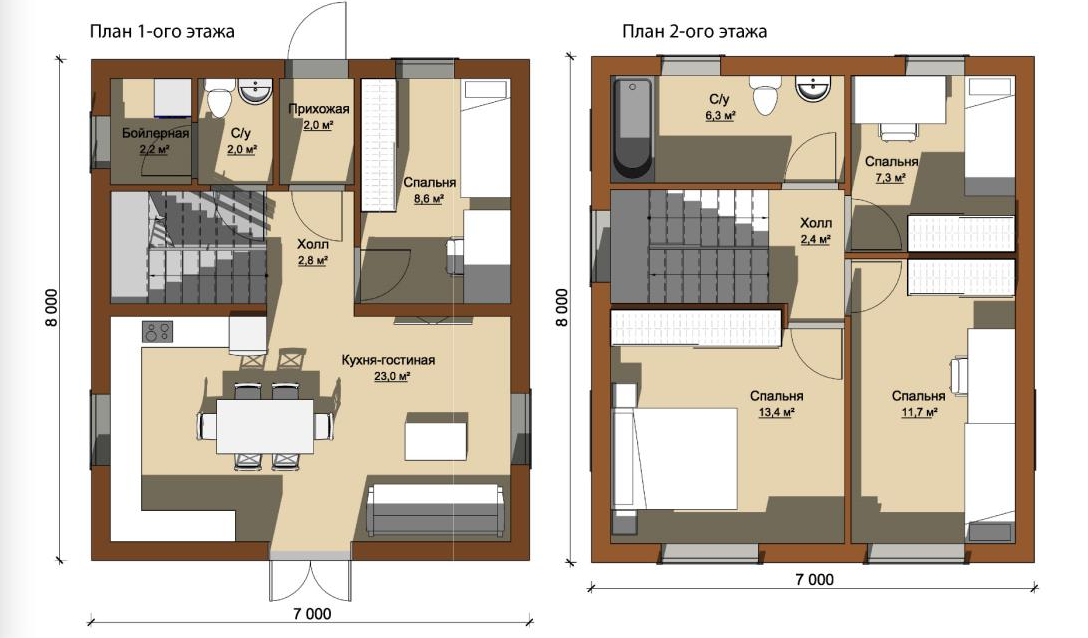 План 1-ого этажа
Прихожая
2,0 м²
Бойлерная
2,2 м²
С/у
2,0 м²
Спальня
8,6 м²
Холл
2,8 м²
Кухня-гостиная
23,0 м²
8 000
7 000
План 2-ого этажа
С/у
6,3 м²
Спальня
7,3 м²
Холл
2,4 м²
Спальня
13,4 м²
Спальня
11,7 м²
8 000
7 000